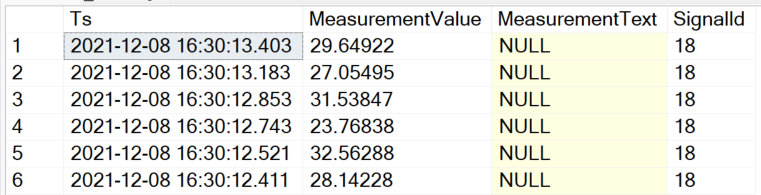 Ts MeasurementValue MeasurementText SignalId
1 2021-12-08 16:30:13.403 29.64922 NULL 18
2 2021-12-08 16:30:13.183 27.05495 NULL 18
3 2021-12-08 16:30:12.853 31.53847 NULL 18
4 2021-12-08 16:30:12.743 23.76838 NULL 18
5 2021-12-08 16:30:12.521 32.56288 NULL 18
6 2021-12-08 16:30:12.411 28.14228 NULL 18